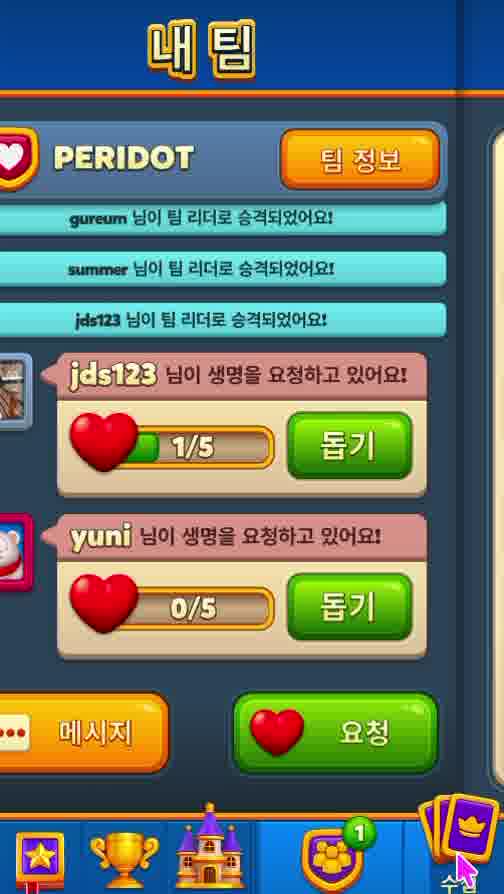 내 팀
PERIDOT
팀 정보
gureum 님이 팀 리더로 승격되었어요!
summer 님이 팀 리더로 승격되었어요!
jds123 님이 팀 리더로 승격되었어요!
jds123 님이 생명을 요청하고 있어요!
1/5
돕기
yuni 님이 생명을 요청하고 있어요!
0/5
돕기
메시지
요청
1